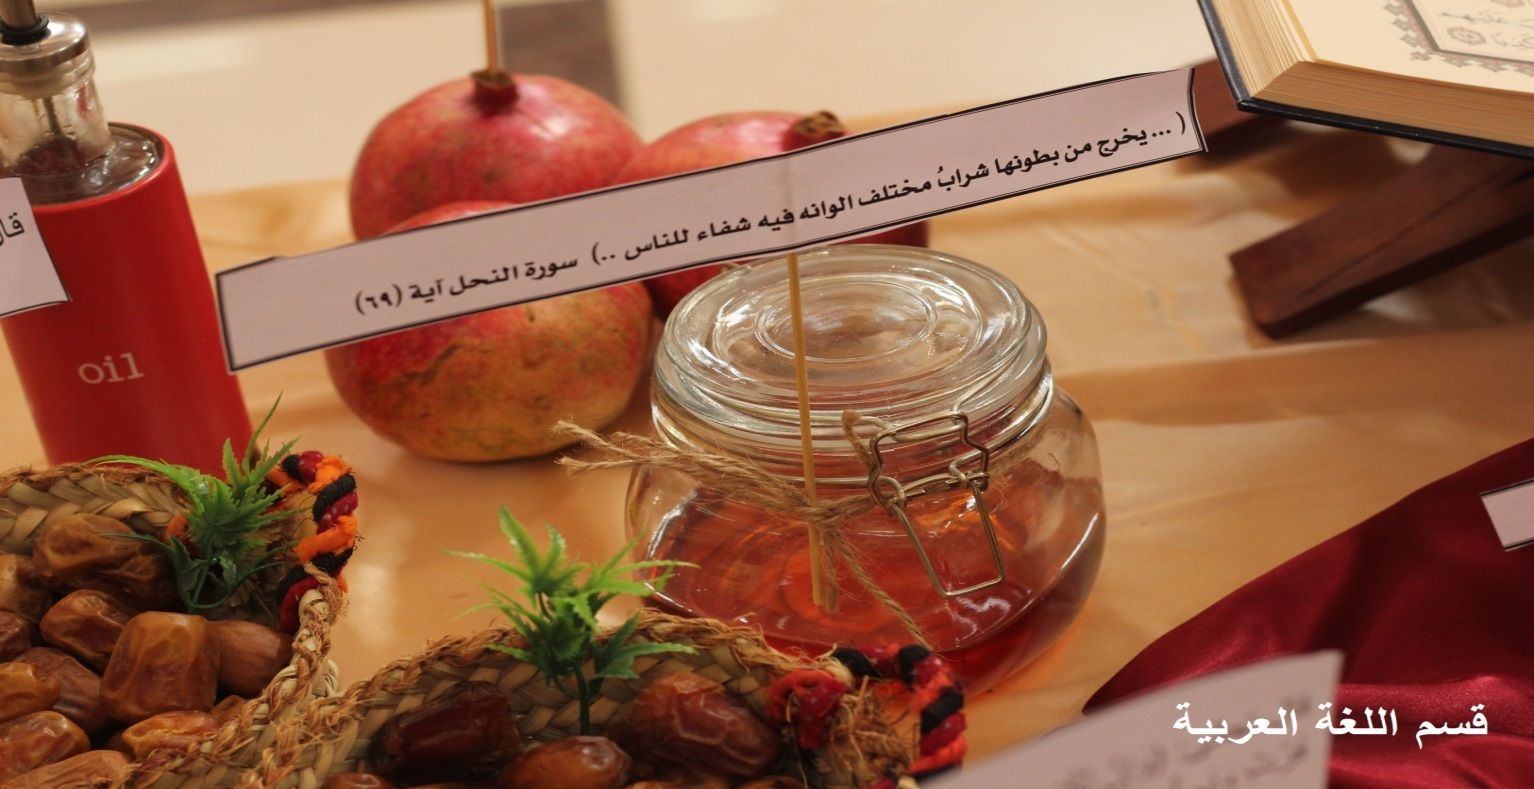 ( ... يخرج من بطونها شرابُ مختلف الوانه فيه شفاء للناس ..) سورة النحل آية (٦٩)
oil
قسم اللغة العربية